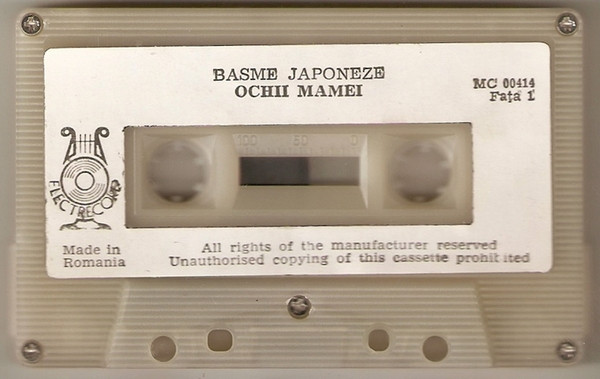 BASME JAPONEZE
OCHII MAMEI
MC 00414
Fața 1
100 50 0
ELECTRECORD
Made in
Romania
All rights of the manufacturer reserved
Unauthorised copying of this cassette prohibited